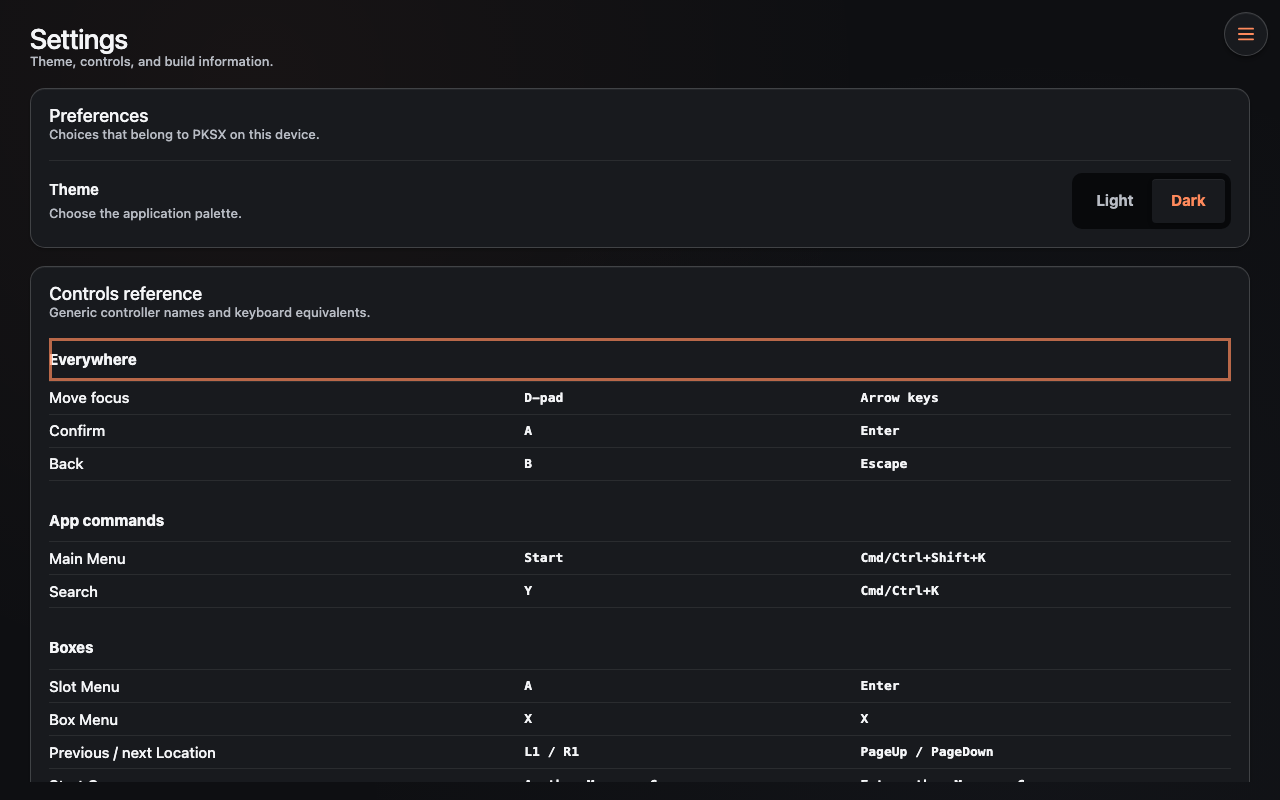 Settings
Theme, controls, and build information.
Preferences
Choices that belong to PKSX on this device.
Theme
Choose the application palette.
Light Dark
Controls reference
Generic controller names and keyboard equivalents.
Everywhere
Move focus D-pad Arrow keys
Confirm A Enter
Back B Escape
App commands
Main Menu Start Cmd/Ctrl+Shift+K
Search Y Cmd/Ctrl+K
Boxes
Slot Menu A Enter
Box Menu X X
Previous / next Location L1 / R1 PageUp / PageDown